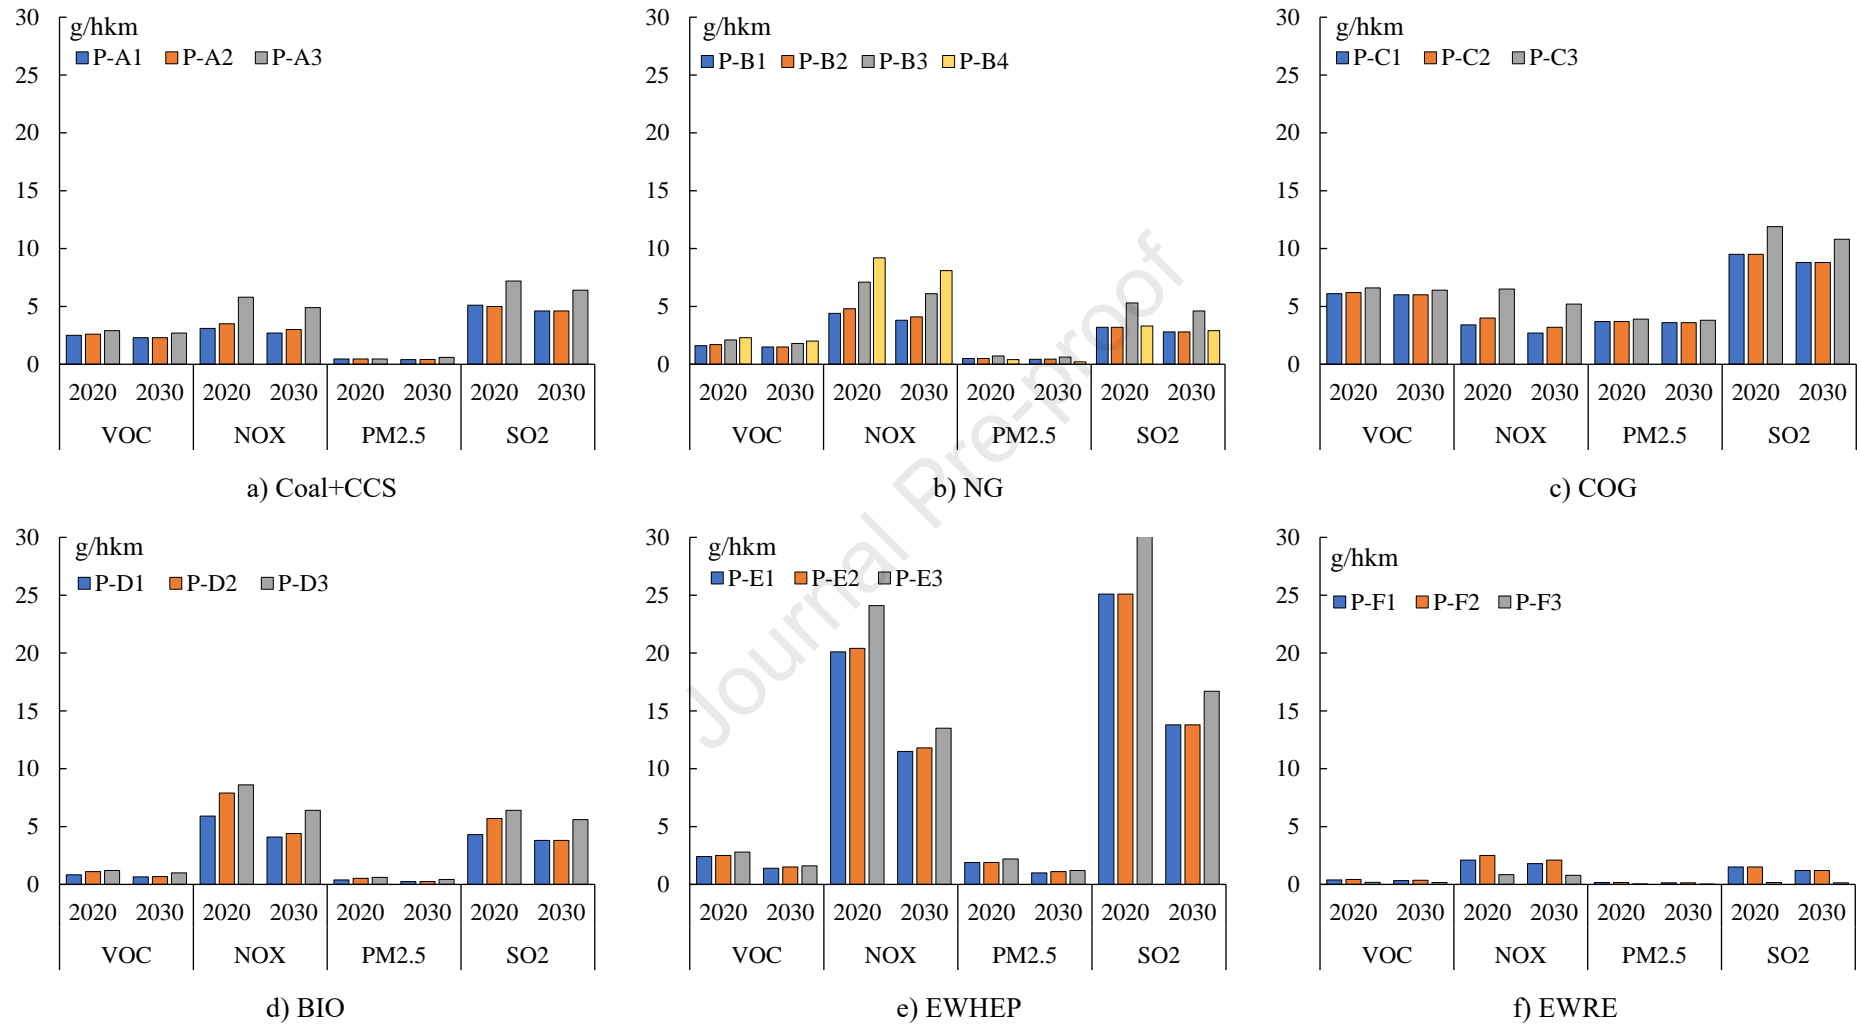 30
25
20
15
10
5
0
g/hkm
P-A1 P-A2 P-A3
2020 2030 2020 2030 2020 2030 2020 2030
VOC NOX PM2.5 SO2
a) Coal+CCS
30
25
20
15
10
5
0
g/hkm
P-B1 P-B2 P-B3 P-B4
2020 2030 2020 2030 2020 2030 2020 2030
VOC NOX PM2.5 SO2
b) NG
30
25
20
15
10
5
0
g/hkm
P-C1 P-C2 P-C3
2020 2030 2020 2030 2020 2030 2020 2030
VOC NOX PM2.5 SO2
c) COG
30
25
20
15
10
5
0
g/hkm
P-D1 P-D2 P-D3
2020 2030 2020 2030 2020 2030 2020 2030
VOC NOX PM2.5 SO2
d) BIO
30
25
20
15
10
5
0
g/hkm
P-E1 P-E2 P-E3
2020 2030 2020 2030 2020 2030 2020 2030
VOC NOX PM2.5 SO2
e) EWHEP
30
25
20
15
10
5
0
g/hkm
P-F1 P-F2 P-F3
2020 2030 2020 2030 2020 2030 2020 2030
VOC NOX PM2.5 SO2
f) EWRE
Journal Pre-proof